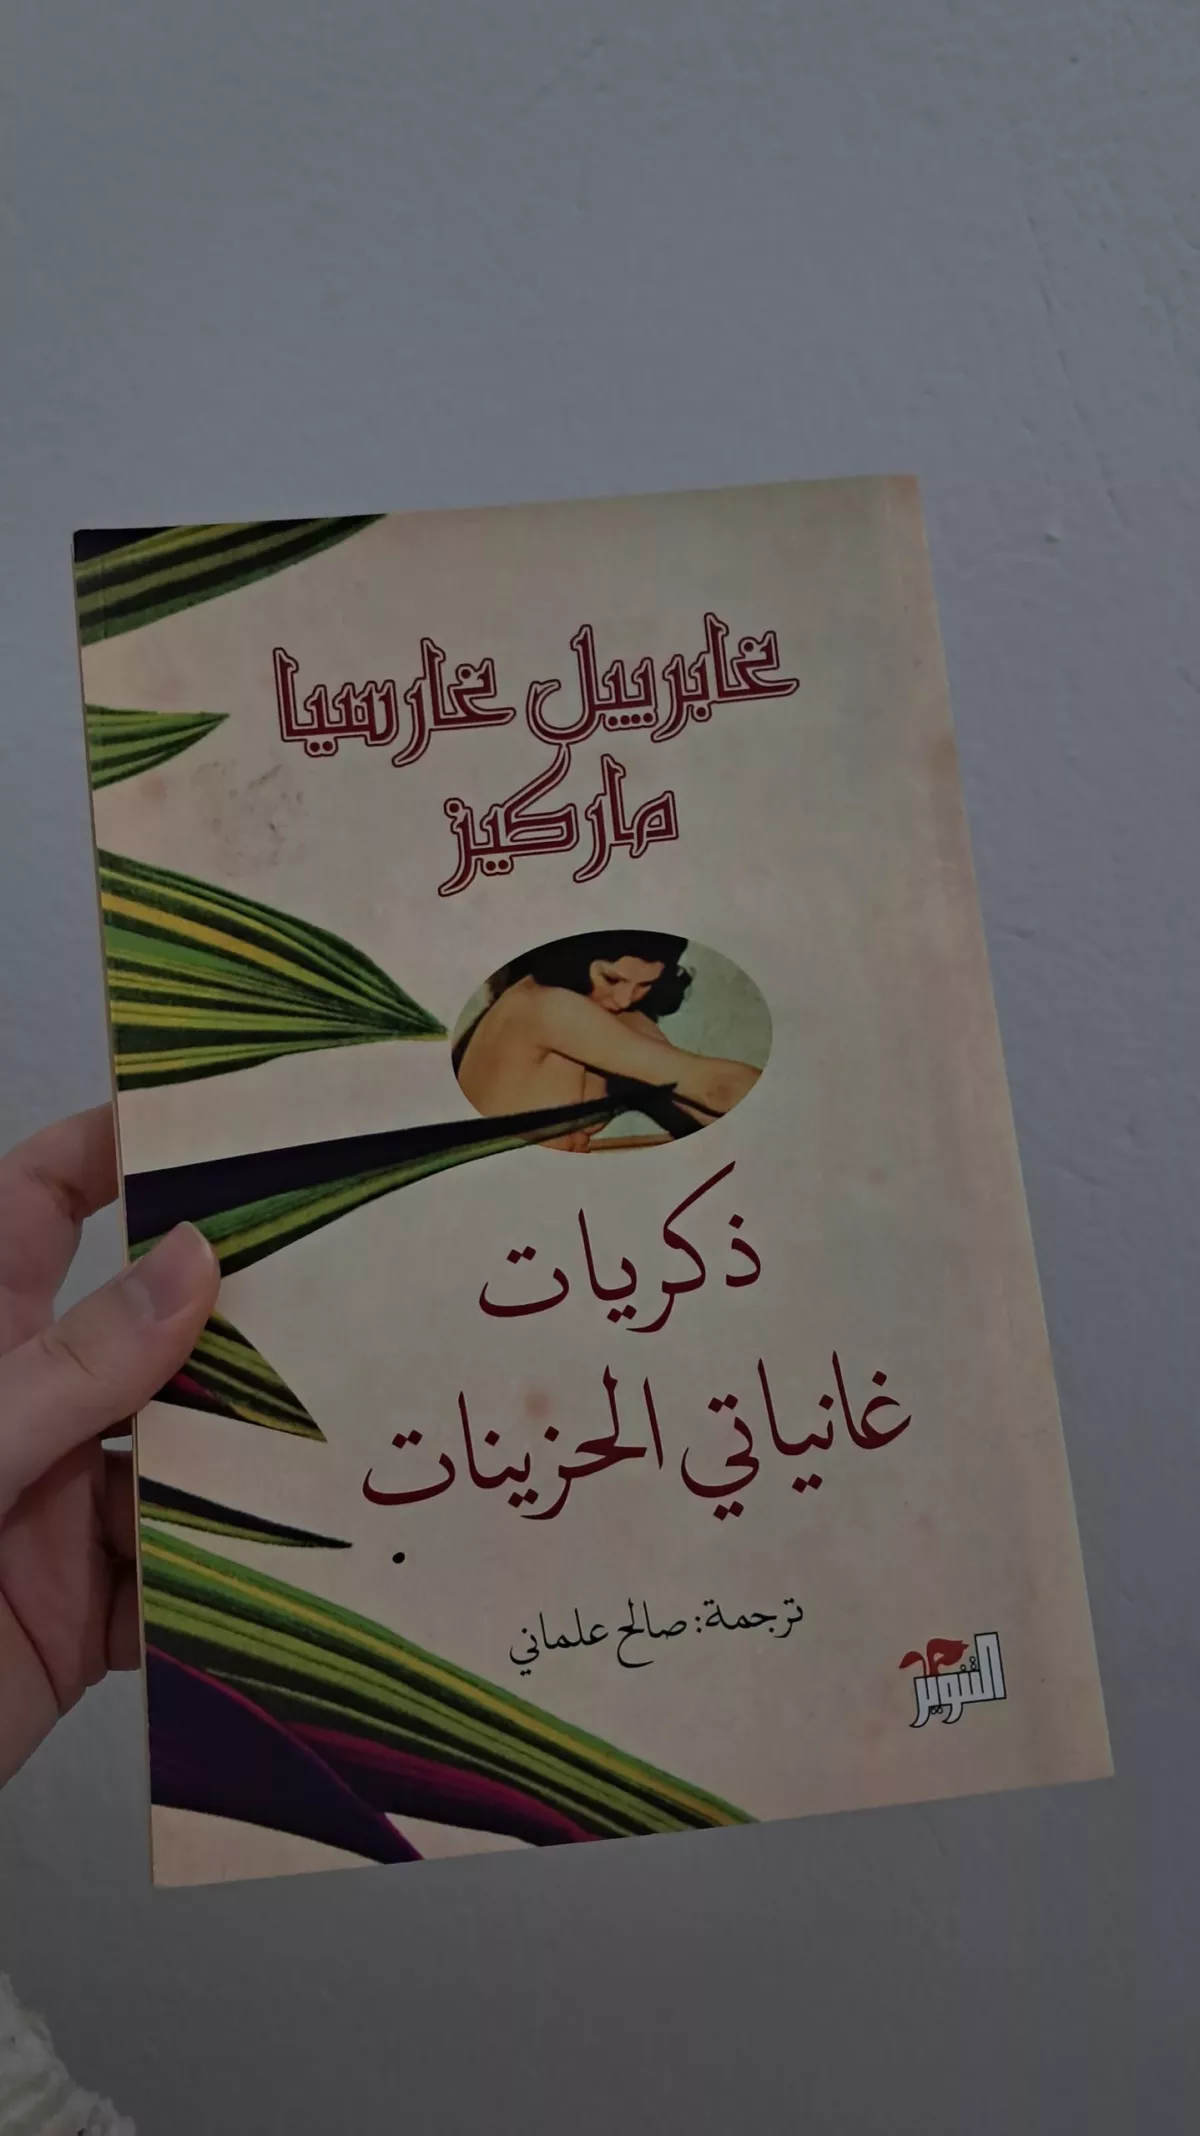 غابرييل غارسيا
ماركيز
ذكريات
غانياتي الحزينات
ترجمة: صالح علماني
التنوير